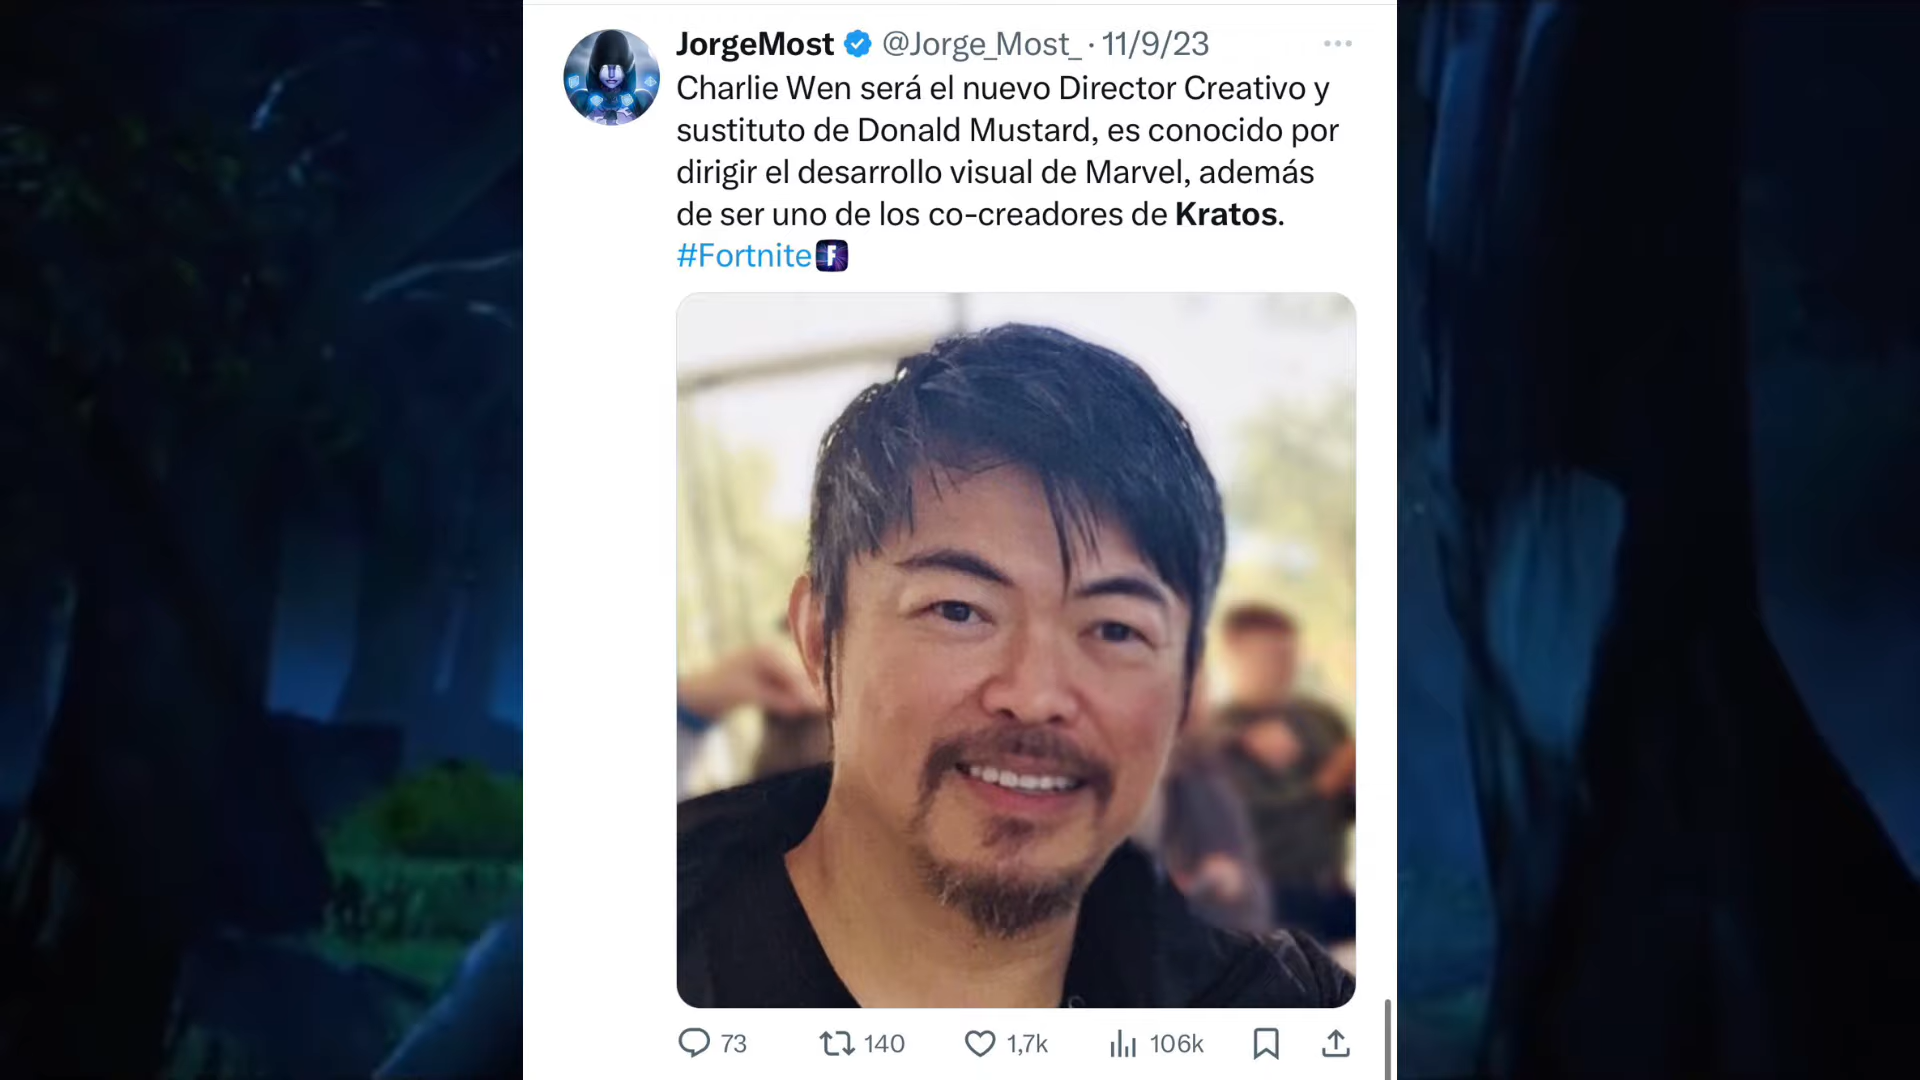 JorgeMost @Jorge_Most_ · 11/9/23
Charlie Wen será el nuevo Director Creativo y
sustituto de Donald Mustard, es conocido por
dirigir el desarrollo visual de Marvel, además
de ser uno de los co-creadores de Kratos.
#Fortnite
73 140 1,7k 106k